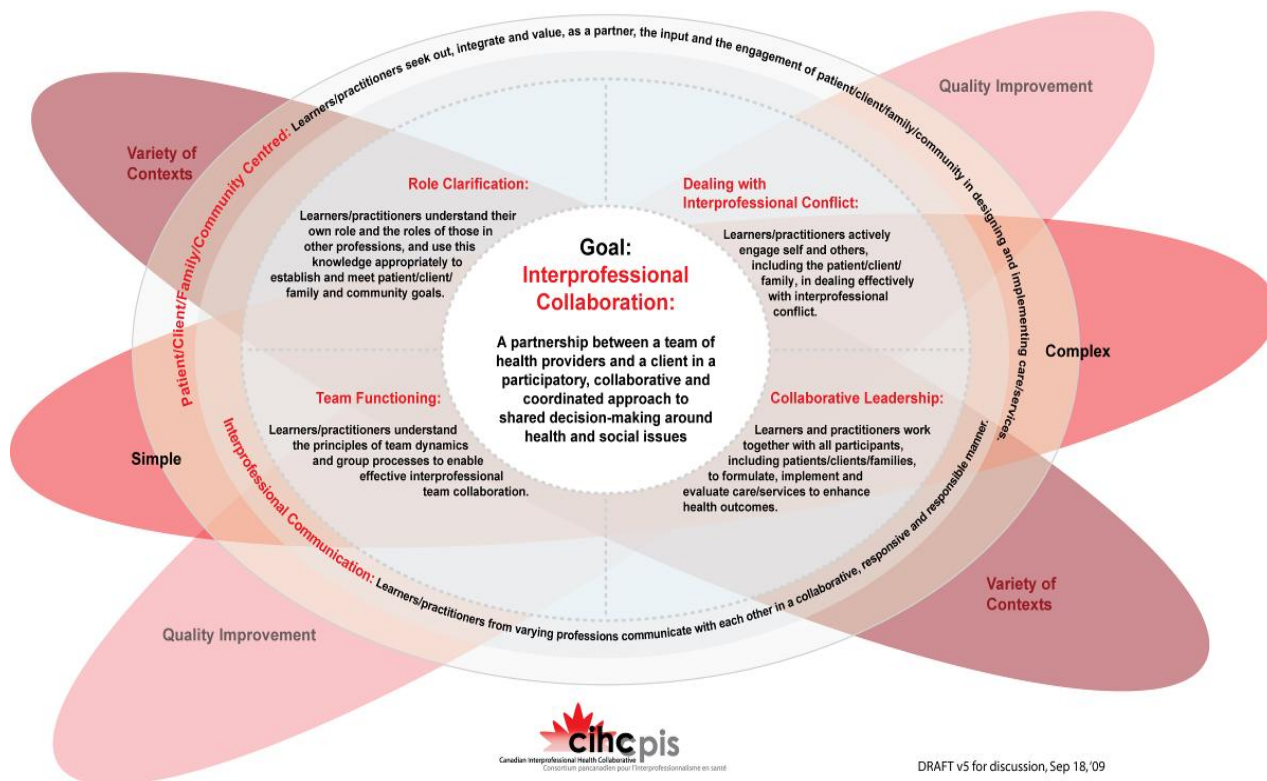 Patient/Client/Family/Community Centred: Learners/practitioners seek out, integrate and value, as a partner, the input and the engagement of patient/client/family/community in designing and implementing care/services.
Quality Improvement
Variety of
Contexts
Role Clarification:
Learners/practitioners understand their
own role and the roles of those in
other professions, and use this
knowledge appropriately to
establish and meet patient/client/
family and community goals.
Dealing with
Interprofessional Conflict:
Learners/practitioners actively
engage self and others,
including the patient/client/
family, in dealing effectively
with interprofessional
conflict.
Goal:
Interprofessional
Collaboration:
A partnership between a team of
health providers and a client in a
participatory, collaborative and
coordinated approach to
shared decision-making around
health and social issues
Complex
Simple
Team Functioning:
Learners/practitioners understand
the principles of team dynamics
and group processes to enable
effective interprofessional
team collaboration.
Collaborative Leadership:
Learners and practitioners work
together with all participants,
including patients/clients/families,
to formulate, implement and
evaluate care/services to enhance
health outcomes.
Interprofessional Communication: Learners/practitioners from varying professions communicate with each other in a collaborative, responsive and responsible manner.
Variety of
Contexts
Quality Improvement
cihcpis
Canadian Interprofessional Health Collaborative
Consortium pancanadien pour l'interprofessionnalisme en santé
DRAFT v5 for discussion, Sep 18,'09